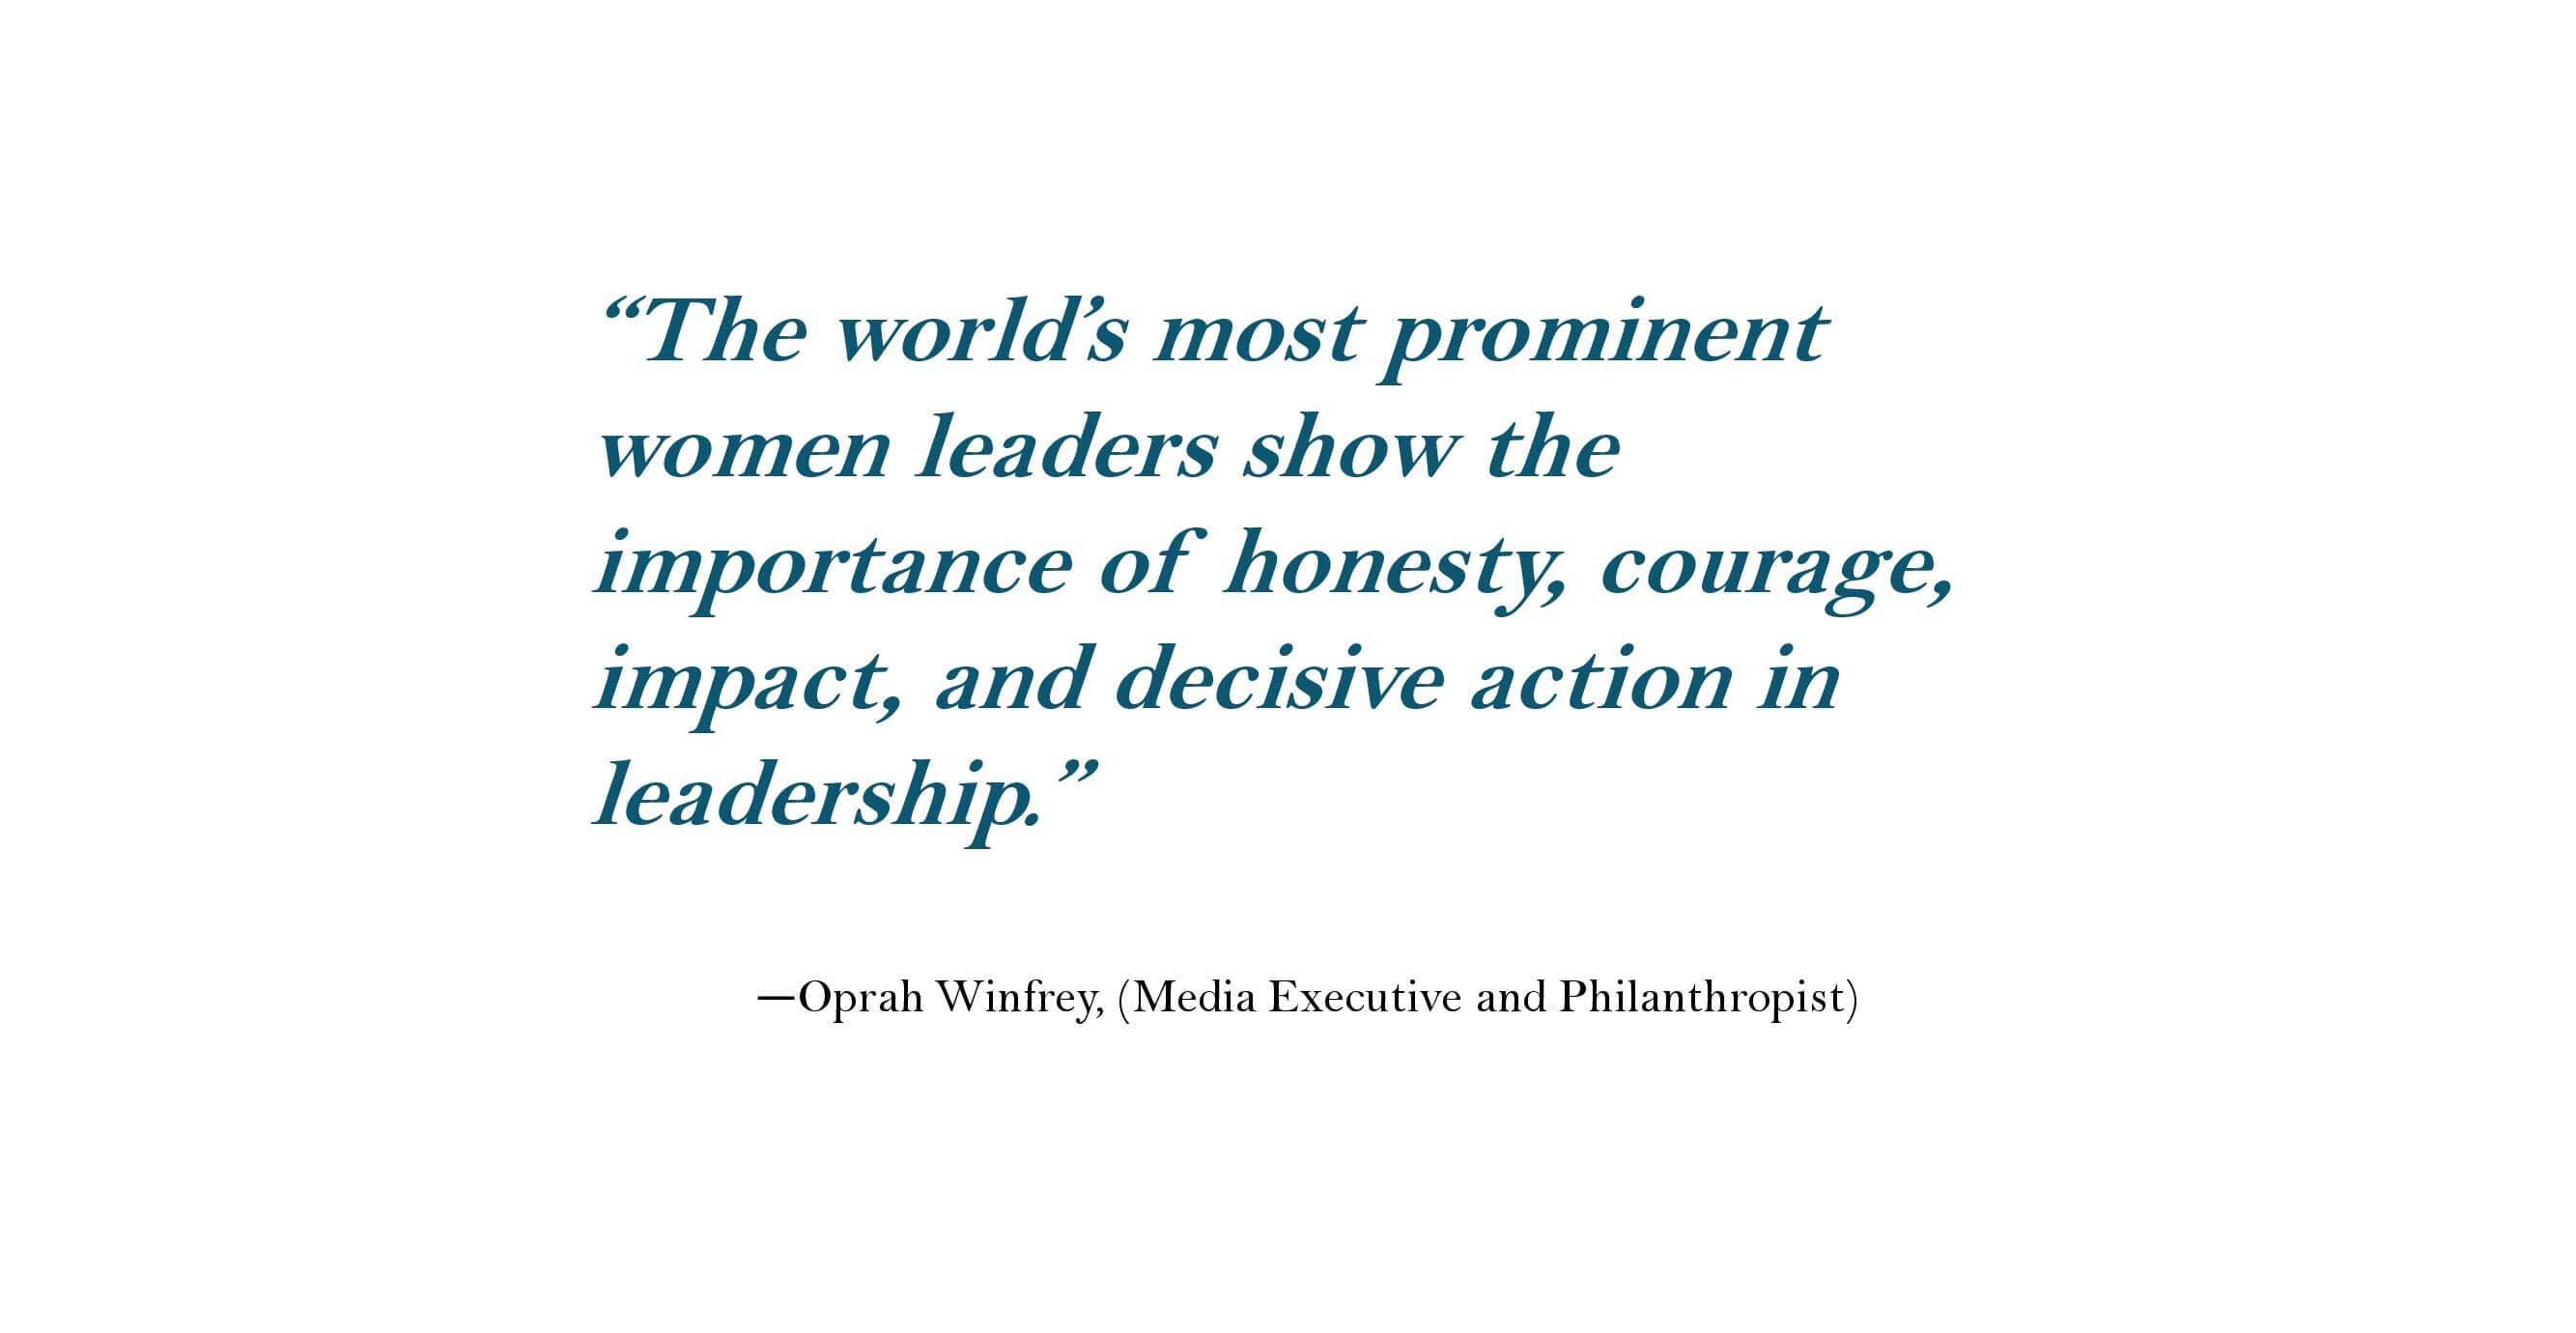 “The world’s most prominent
women leaders show the
importance of honesty, courage,
impact, and decisive action in
leadership.”
—Oprah Winfrey, (Media Executive and Philanthropist)